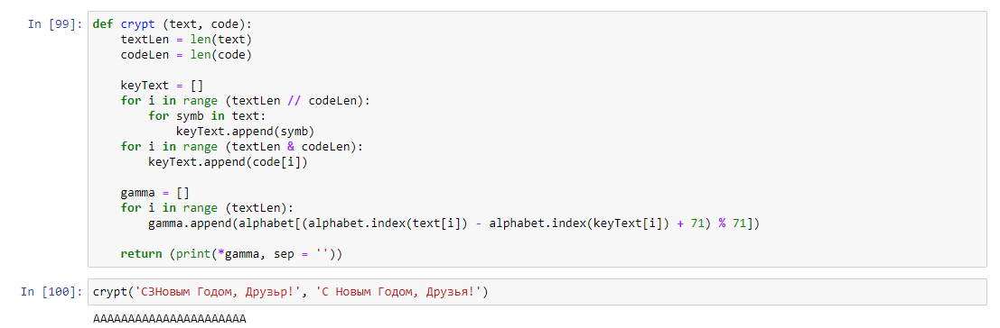 In [99]: def crypt (text, code):
textLen = len(text)
codeLen = len(code)
keyText = []
for i in range (textLen // codeLen):
for symb in text:
keyText.append(symb)
for i in range (textLen & codeLen):
keyText.append(code[i])
gamma = []
for i in range (textLen):
gamma.append(alphabet[(alphabet.index(text[i]) - alphabet.index(keyText[i]) + 71) % 71])
return (print(*gamma, sep = ''))
In [100]: crypt('СЗНовым Годом, Друзьр!', 'С Новым Годом, Друзья!')
АААААААААААААААААААААА